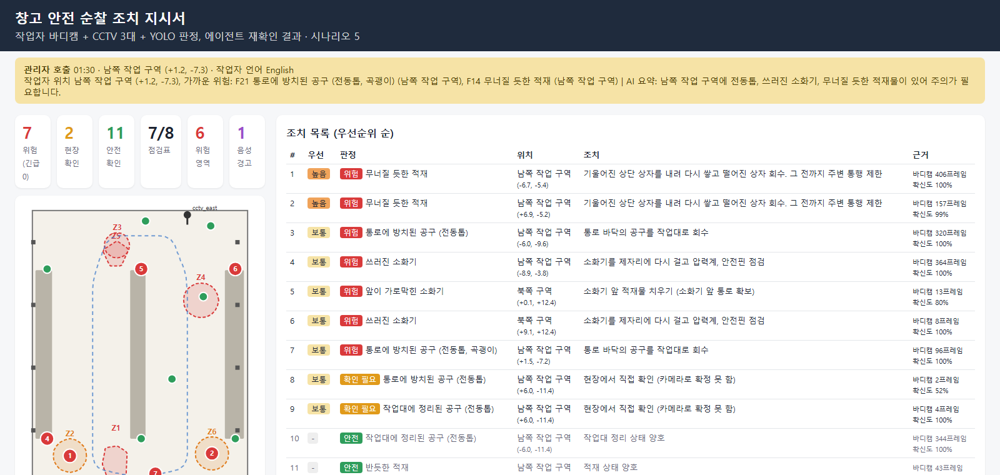 창고 안전 순찰 조치 지시서
작업자 바디캠 + CCTV 3대 + YOLO 판정, 에이전트 재확인 결과 · 시나리오 5
관리자 호출 01:30 · 남쪽 작업 구역 (+1.2, -7.3) · 작업자 언어 English
작업자 위치 남쪽 작업 구역 (+1.2, -7.3), 가까운 위험: F21 통로에 방치된 공구 (전동톱, 곡괭이) (남쪽 작업 구역), F14 무너질 듯한 적재 (남쪽 작업 구역) | AI 요약: 남쪽 작업 구역에 전동톱, 쓰러진 소화기, 무너질 듯한 적재물이 있어 주의가 필
요합니다.
7
위험
(긴급
0)
2
현장
확인
11
안전
확인
7/8
점검표
6
위험
영역
1
음성
경고
cctv_east
Z3
Z5
5
6
Z4
Z1
4
Z2
1
Z6
2
7
조치 목록 (우선순위 순)
# 우선 판정 위치 조치 근거
1 높음 위험 무너질 듯한 적재 남쪽 작업 구역 기울어진 상단 상자를 내려 다시 쌓고 떨어진 상자 회수. 그 전까지 주변 통행 제한 바디캠 406프레임
(-6.7, -5.4) 확신도 100%
2 높음 위험 무너질 듯한 적재 남쪽 작업 구역 기울어진 상단 상자를 내려 다시 쌓고 떨어진 상자 회수. 그 전까지 주변 통행 제한 바디캠 157프레임
(+6.9, -5.2) 확신도 99%
3 보통 위험 통로에 방치된 공구 (전동톱) 남쪽 작업 구역 통로 바닥의 공구를 작업대로 회수 바디캠 320프레임
(-6.0, -9.6) 확신도 100%
4 보통 위험 쓰러진 소화기 남쪽 작업 구역 소화기를 제자리에 다시 걸고 압력계, 안전핀 점검 바디캠 364프레임
(-8.9, -3.8) 확신도 100%
5 보통 위험 앞이 가로막힌 소화기 북쪽 구역 소화기 앞 적재물 치우기 (소화기 앞 통로 확보) 바디캠 13프레임
(+0.1, +12.4) 확신도 80%
6 보통 위험 쓰러진 소화기 북쪽 구역 소화기를 제자리에 다시 걸고 압력계, 안전핀 점검 바디캠 8프레임
(+9.1, +12.4) 확신도 100%
7 보통 위험 통로에 방치된 공구 (전동톱, 곡괭이) 남쪽 작업 구역 통로 바닥의 공구를 작업대로 회수 바디캠 96프레임
(+1.5, -7.2) 확신도 100%
8 보통 확인 필요 통로에 방치된 공구 (전동톱) 남쪽 작업 구역 현장에서 직접 확인 (카메라로 확정 못 함) 바디캠 2프레임
(+6.0, -11.4) 확신도 52%
9 보통 확인 필요 작업대에 정리된 공구 (전동톱) 남쪽 작업 구역 현장에서 직접 확인 (카메라로 확정 못 함) 바디캠 4프레임
(+6.0, -11.4) 확신도 100%
10 - 안전 작업대에 정리된 공구 (전동톱) 남쪽 작업 구역 작업대 정리 상태 양호 바디캠 344프레임
(-6.0, -11.4) 확신도 100%
11 - 안전 반듯한 적재 남쪽 작업 구역 적재 상태 양호 바디캠 43프레임